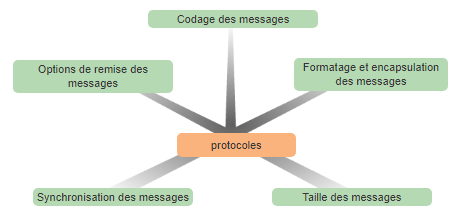 Codage des messages
Options de remise des
messages
Formatage et encapsulation
des messages
protocoles
Synchronisation des messages
Taille des messages